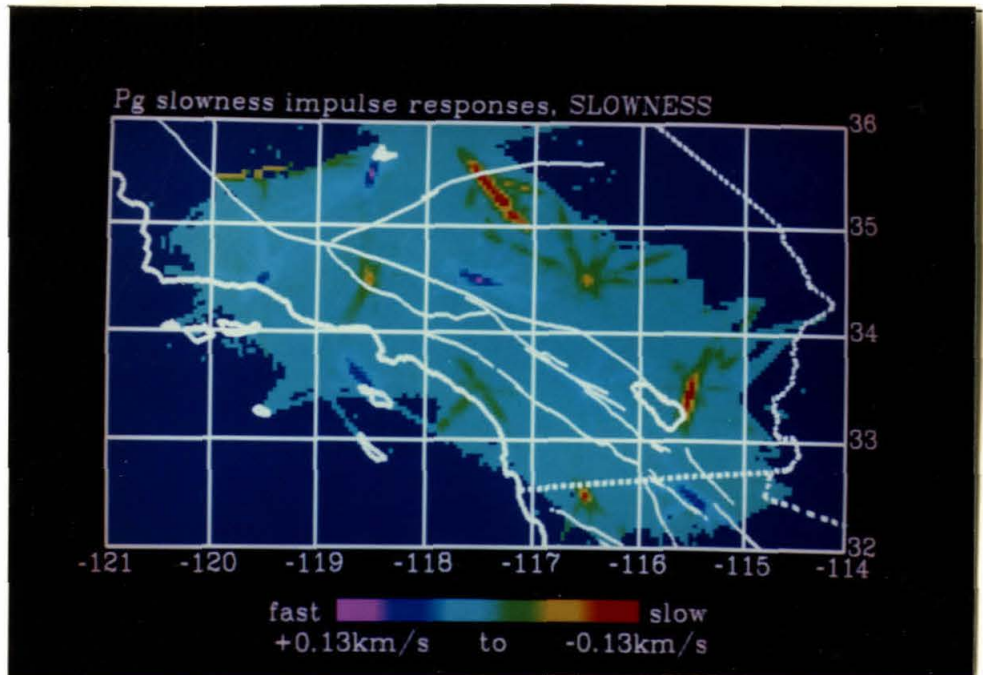 Pg slowness impulse responses, SLOWNESS
36
35
34
33
32
-121 -120 -119 -118 -117 -116 -115 -114
fast slow
+0.13km/s to -0.13km/s